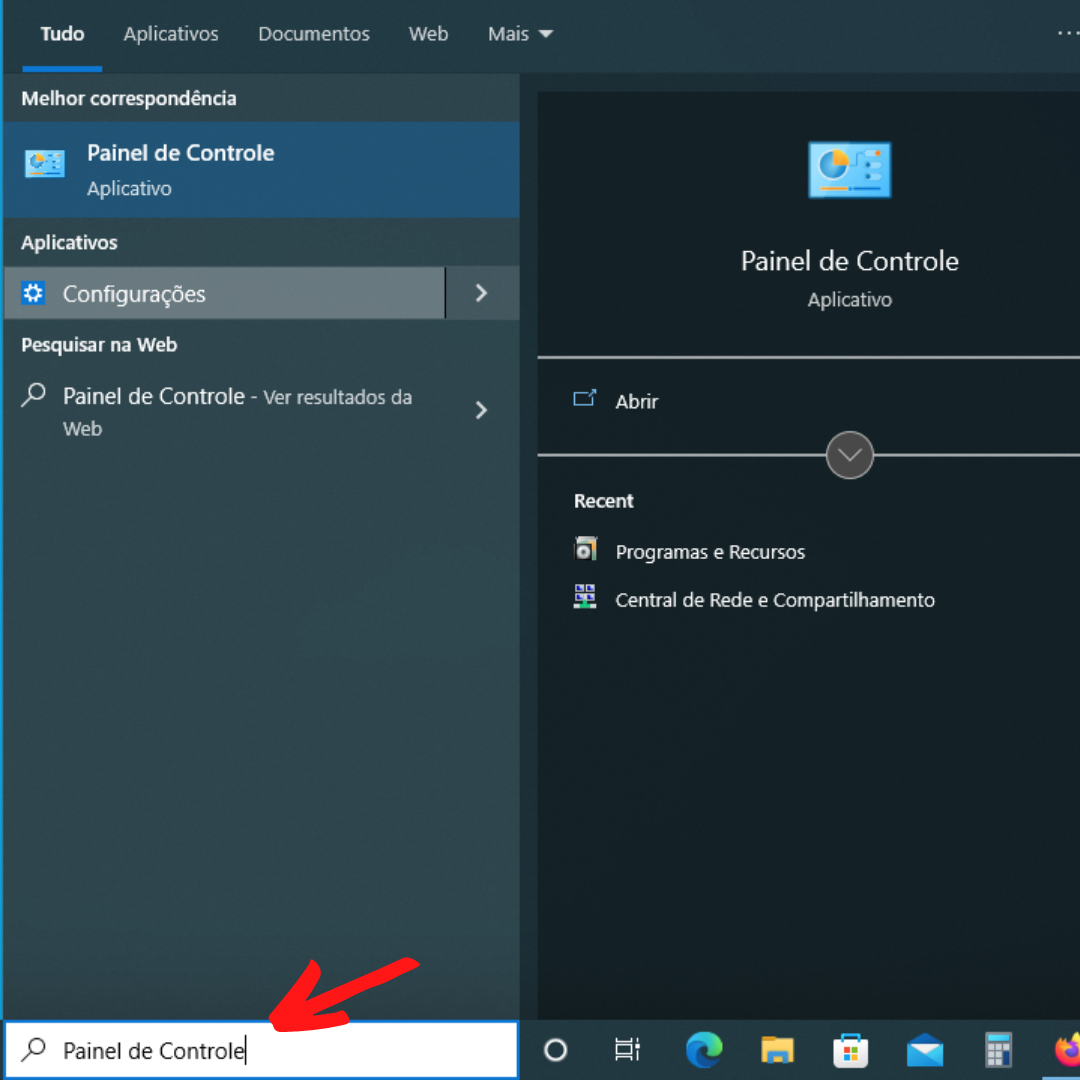 Tudo Aplicativos Documentos Web Mais ...
Melhor correspondência
Painel de Controle
Aplicativo
Aplicativos
Configurações
Pesquisar na Web
Painel de Controle - Ver resultados da
Web
Painel de Controle
Aplicativo
Abrir
Recent
Programas e Recursos
Central de Rede e Compartilhamento
Painel de Controle